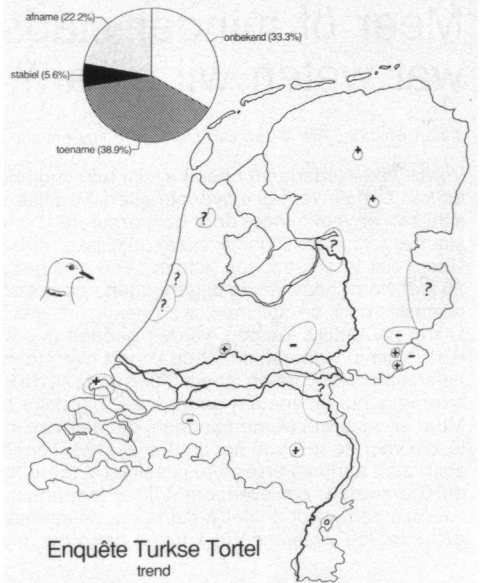 afname (22.2%)
onbekend (33.3%)
stabiel (5.6%)
toename (38.9%)
+
+
?
?
?
?
?
-
+
-
+
+
-
+
-
?
+
o
Enquête Turkse Tortel
trend